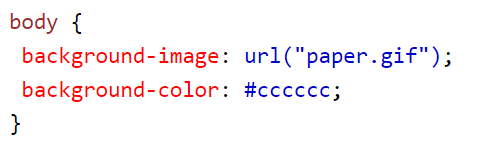 body {
 background-image: url("paper.gif");
 background-color: #cccccc;
}